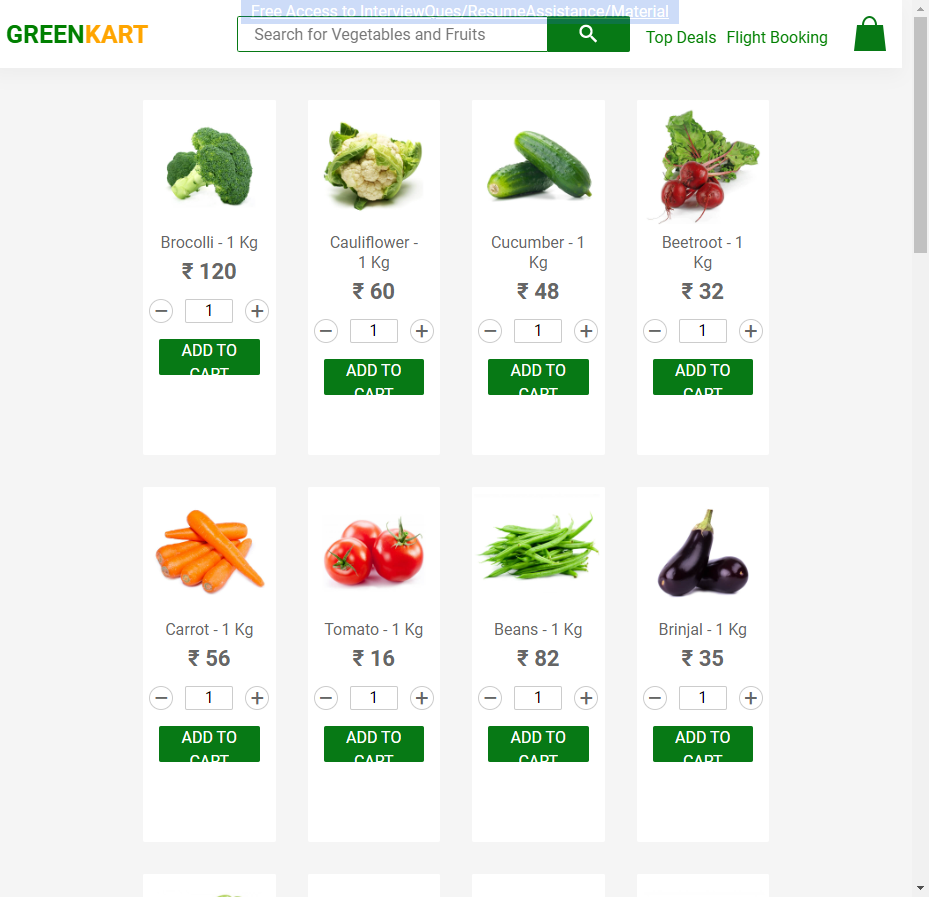 Free Access to InterviewQues/ResumeAssistance/Material
GREENKART
Search for Vegetables and Fruits
Top Deals Flight Booking
Brocolli - 1 Kg
₹ 120
1
ADD TO
CART
Cauliflower -
1 Kg
₹ 60
1
ADD TO
CART
Cucumber - 1
Kg
₹ 48
1
ADD TO
CART
Beetroot - 1
Kg
₹ 32
1
ADD TO
CART
Carrot - 1 Kg
₹ 56
1
ADD TO
CART
Tomato - 1 Kg
₹ 16
1
ADD TO
CART
Beans - 1 Kg
₹ 82
1
ADD TO
CART
Brinjal - 1 Kg
₹ 35
1
ADD TO
CART